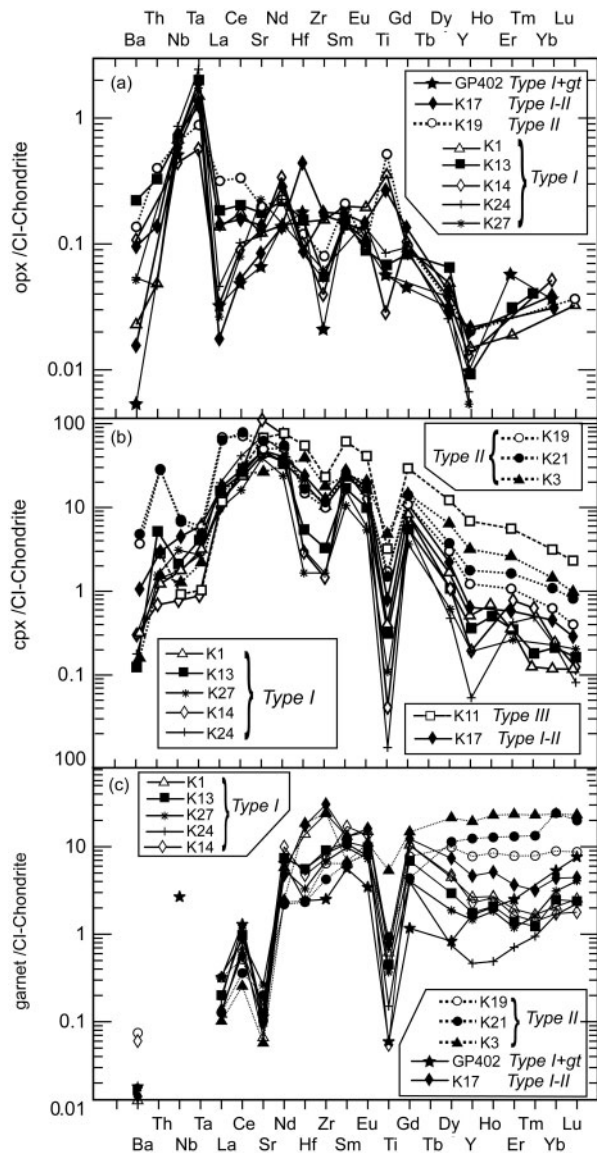 Th Ta Ce Nd Zr Eu Gd Dy Ho Tm Lu
Ba Nb La Sr Hf Sm Ti Tb Y Er Yb
(a)
GP402 Type I+gt
K17 Type I-II
K19 Type II
K1
K13
K14 Type I
K24
K27
1
0.1
0.01
opx /CI-Chondrite
100
(b)
K19
Type II K21
K3
10
1
0.1
cpx /CI-Chondrite
K1
K13
K27 Type I
K14
K24
K11 Type III
K17 Type I-II
100
(c)
K1
K13
K27 Type I
K24
K14
10
1
0.1
0.01
garnet /CI-Chondrite
K19
K21 Type II
K3
GP402 Type I+gt
K17 Type I-II
Th Ta Ce Nd Zr Eu Gd Dy Ho Tm Lu
Ba Nb La Sr Hf Sm Ti Tb Y Er Yb